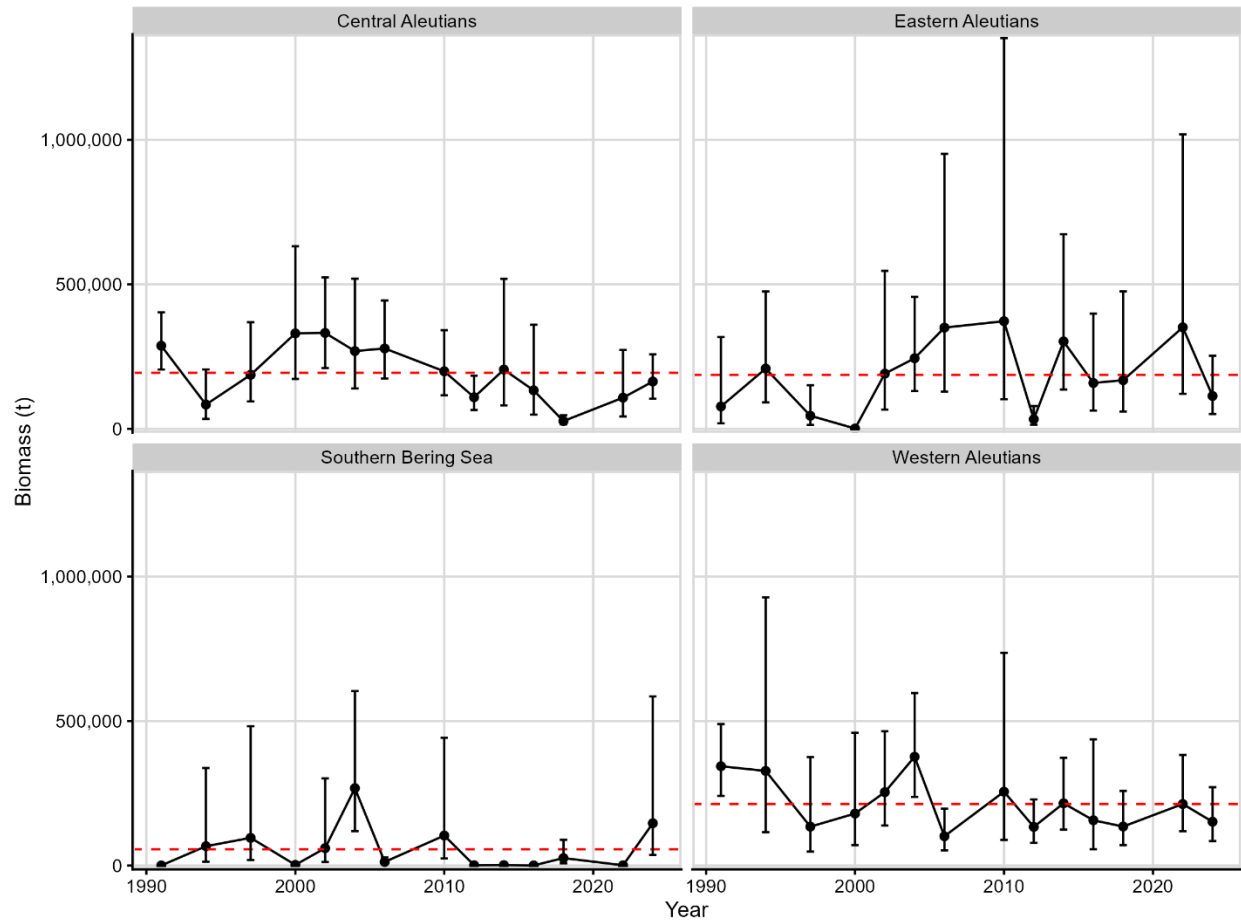 Central Aleutians
Eastern Aleutians
1,000,000
500,000
0
Southern Bering Sea
Western Aleutians
1,000,000
500,000
0
1990
2000
2010
2020
1990
2000
2010
2020
Year
Biomass (t)